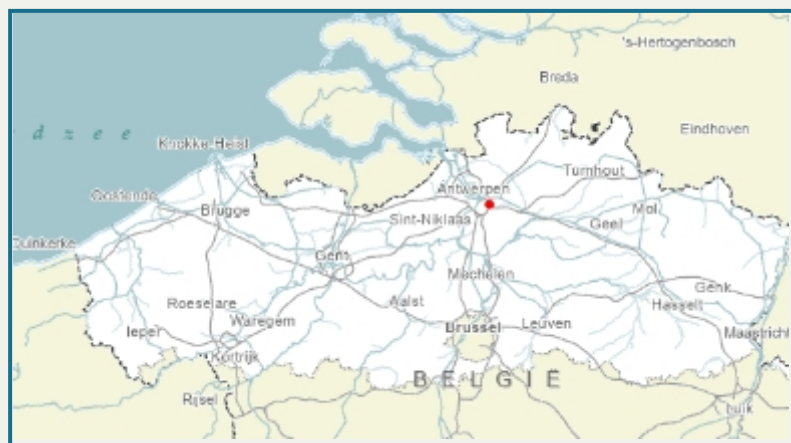 's-Hertogenbosch
Breda
Eindhoven
d z e e
Knokke-Heist
Turnhout
Antwerpen
Oostende
Mol
Brugge
Sint-Niklaas
Geel
Duinkerke
Gent
Mechelen
Genk
Roeselare
Aalst
Hasselt
Waregem
Ieper
Brussel
Leuven
Maastricht
Kortrijk
BELGIË
Rijsel
Luik